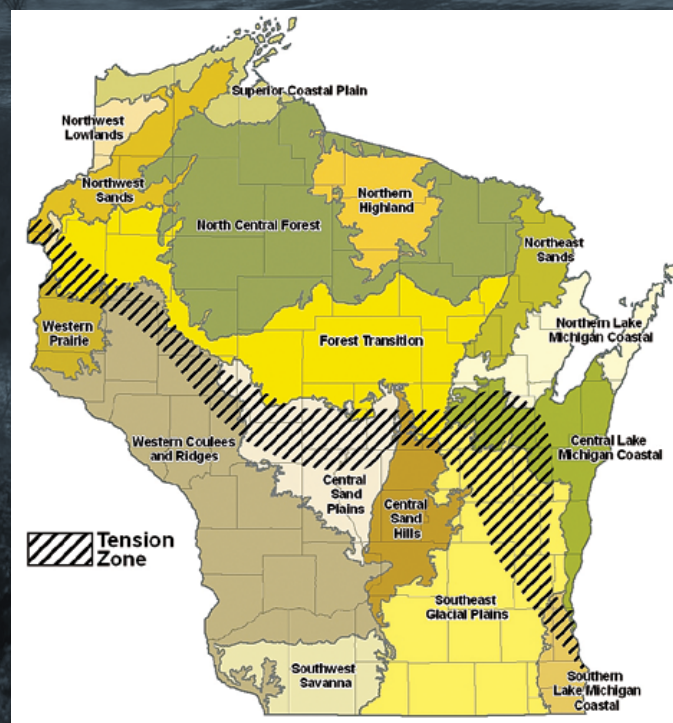 Superior Coastal Plain
Northwest
Lowlands
Northwest
Sands
Northern
Highland
North Central Forest
Northeast
Sands
Western
Prairie
Forest Transition
Northern Lake
Michigan Coastal
Western Coulees
and Ridges
Central Lake
Michigan Coastal
Central
Sand
Plains
Central
Sand
Hills
Tension
Zone
Southeast
Glacial Plains
Southwest
Savanna
Southern
Lake Michigan
Coastal